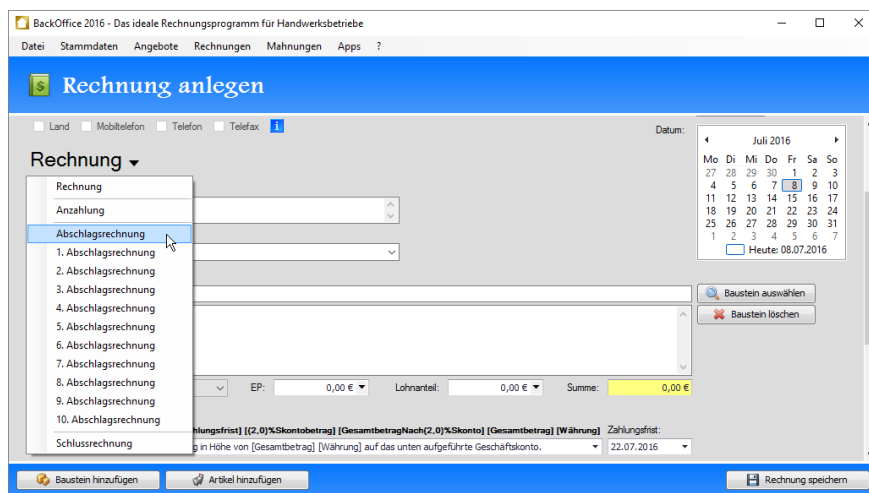 BackOffice 2016 - Das ideale Rechnungsprogramm für Handwerksbetriebe
Datei Stammdaten Angebote Rechnungen Mahnungen Apps ?
Rechnung anlegen
Land Mobiltelefon Telefon Telefax i
Datum:
Juli 2016
Mo Di Mi Do Fr Sa So
27 28 29 30 1 2 3
4 5 6 7 8 9 10
11 12 13 14 15 16 17
18 19 20 21 22 23 24
25 26 27 28 29 30 31
1 2 3 4 5 6 7
Heute: 08.07.2016
Rechnung
Rechnung
Anzahlung
Abschlagsrechnung
1. Abschlagsrechnung
2. Abschlagsrechnung
3. Abschlagsrechnung
4. Abschlagsrechnung
5. Abschlagsrechnung
6. Abschlagsrechnung
7. Abschlagsrechnung
8. Abschlagsrechnung
9. Abschlagsrechnung
10. Abschlagsrechnung
Schlussrechnung
Baustein auswählen
Baustein löschen
EP: 0,00 € Lohnanteil: 0,00 € Summe: 0,00 €
[(2,0)%Skontobetrag] [GesamtbetragNach(2,0)%Skonto] [Gesamtbetrag] [Währung] Zahlungsfrist:
in Höhe von [Gesamtbetrag] [Währung] auf das unten aufgeführte Geschäftskonto. 22.07.2016
Baustein hinzufügen Artikel hinzufügen Rechnung speichern